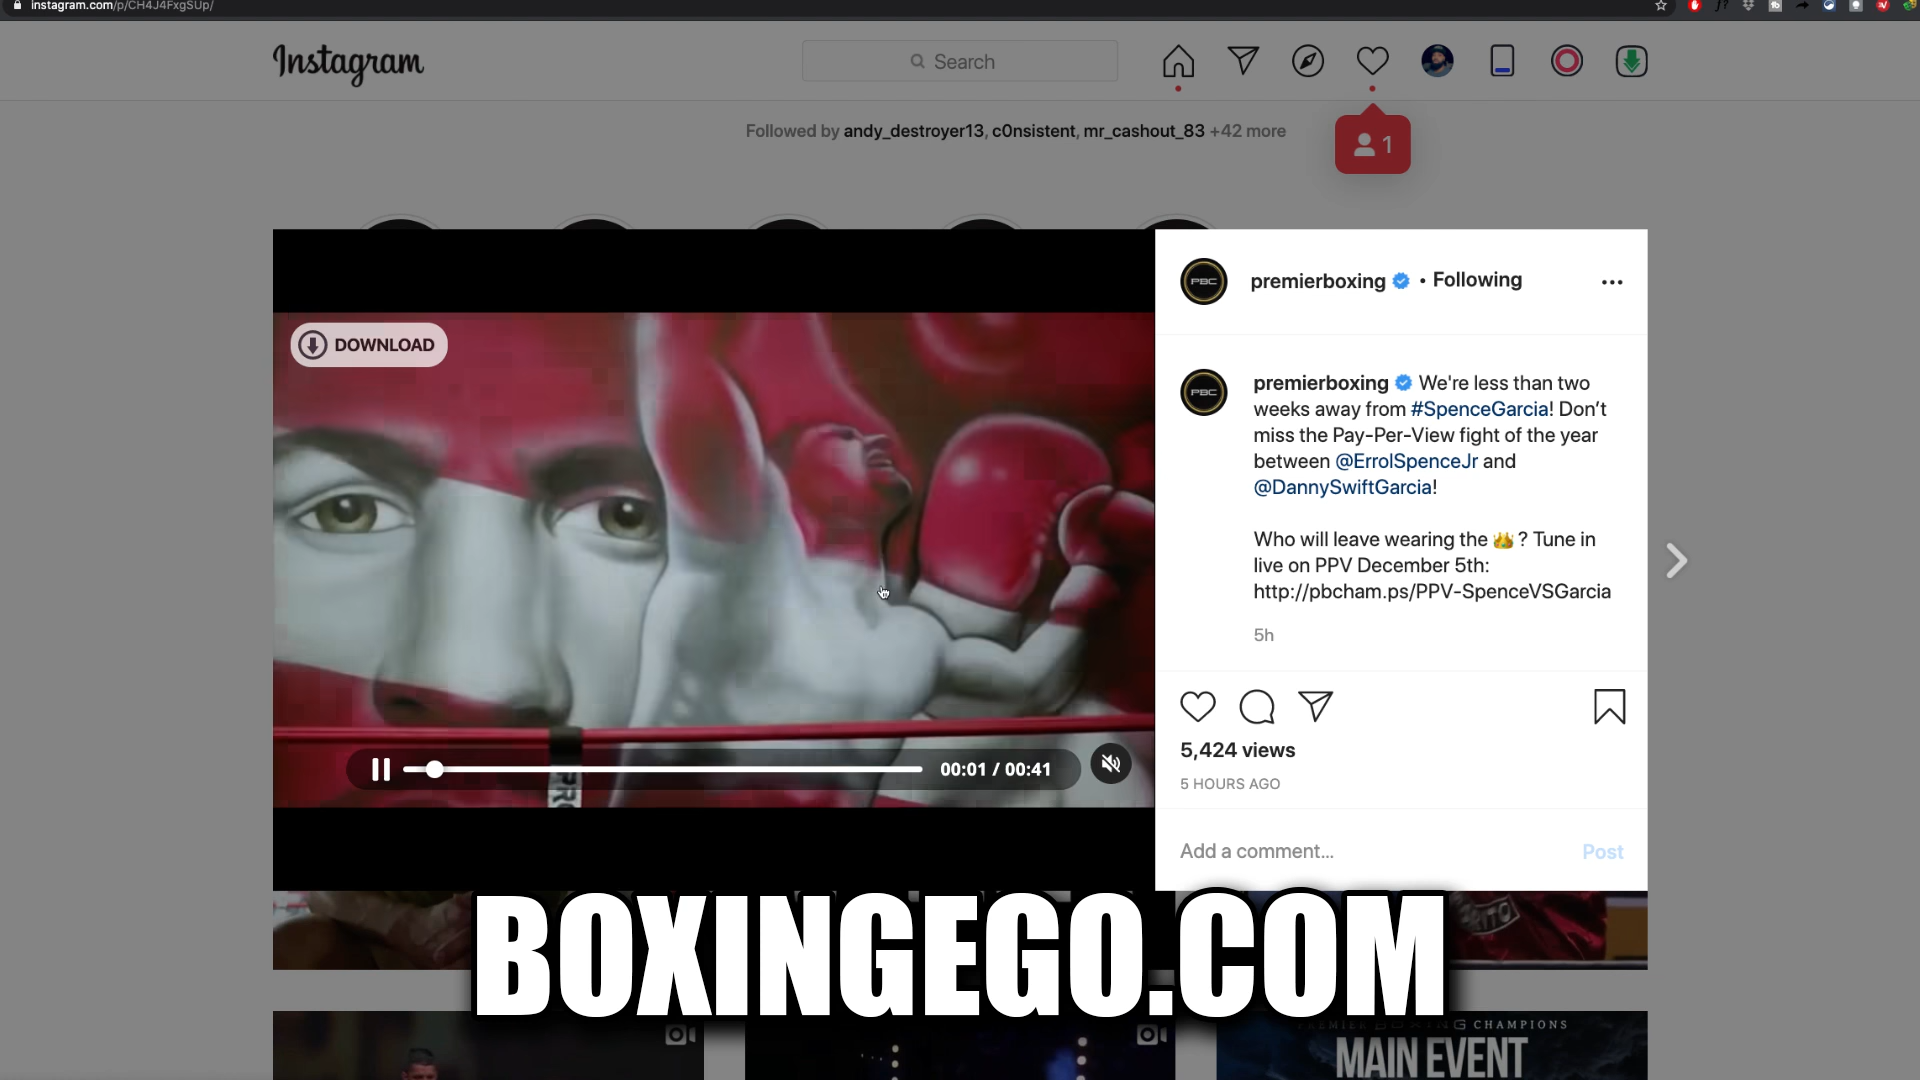 instagram.com/p/CH4J4FxgSUp/
Instagram
Search
Followed by andy_destroyer13, c0nsistent, mr_cashout_83 +42 more
1
DOWNLOAD
PBC
premierboxing • Following
PBC
premierboxing We're less than two
weeks away from #SpenceGarcia! Don't
miss the Pay-Per-View fight of the year
between @ErrolSpenceJr and
@DannySwiftGarcia!
Who will leave wearing the 👑? Tune in
live on PPV December 5th:
http://pbcham.ps/PPV-SpenceVSGarcia
5h
00:01 / 00:41
5,424 views
5 HOURS AGO
Add a comment...
Post
BOXINGEGO.COM
PREMIER BOXING CHAMPIONS
MAIN EVENT